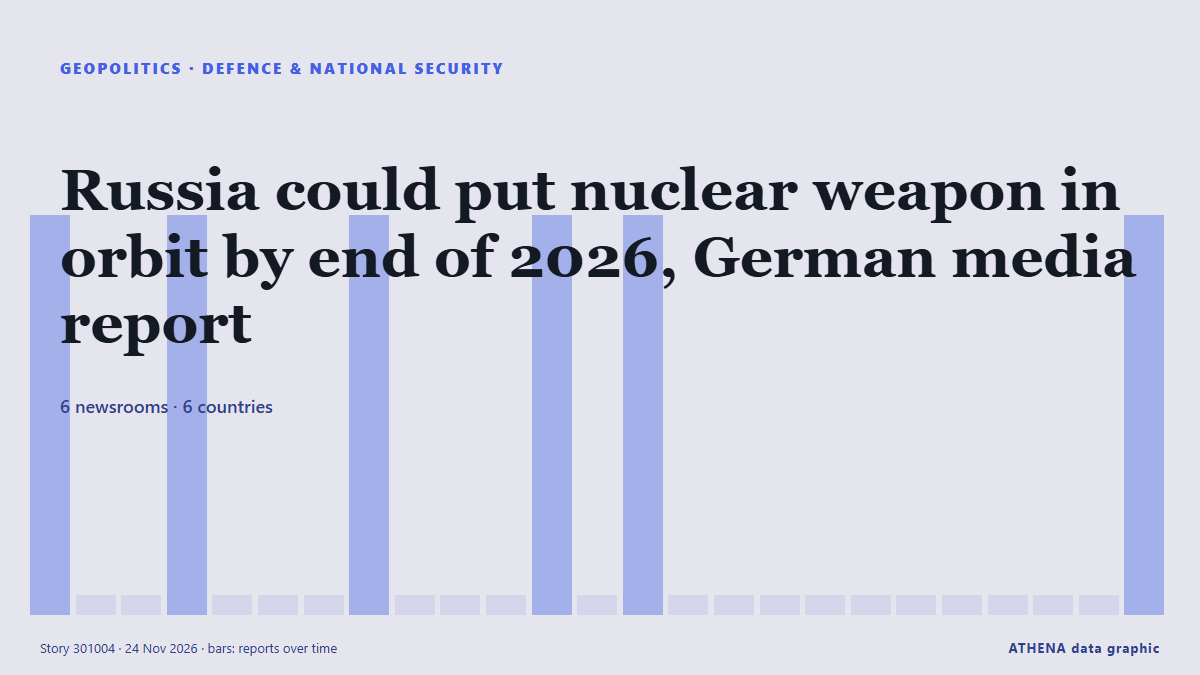 GEOPOLITICS · DEFENCE & NATIONAL SECURITY
Russia could put nuclear weapon in
orbit by end of 2026, German media
report
6 newsrooms · 6 countries
Story 301004 · 24 Nov 2026 · bars: reports over time
ATHENA data graphic